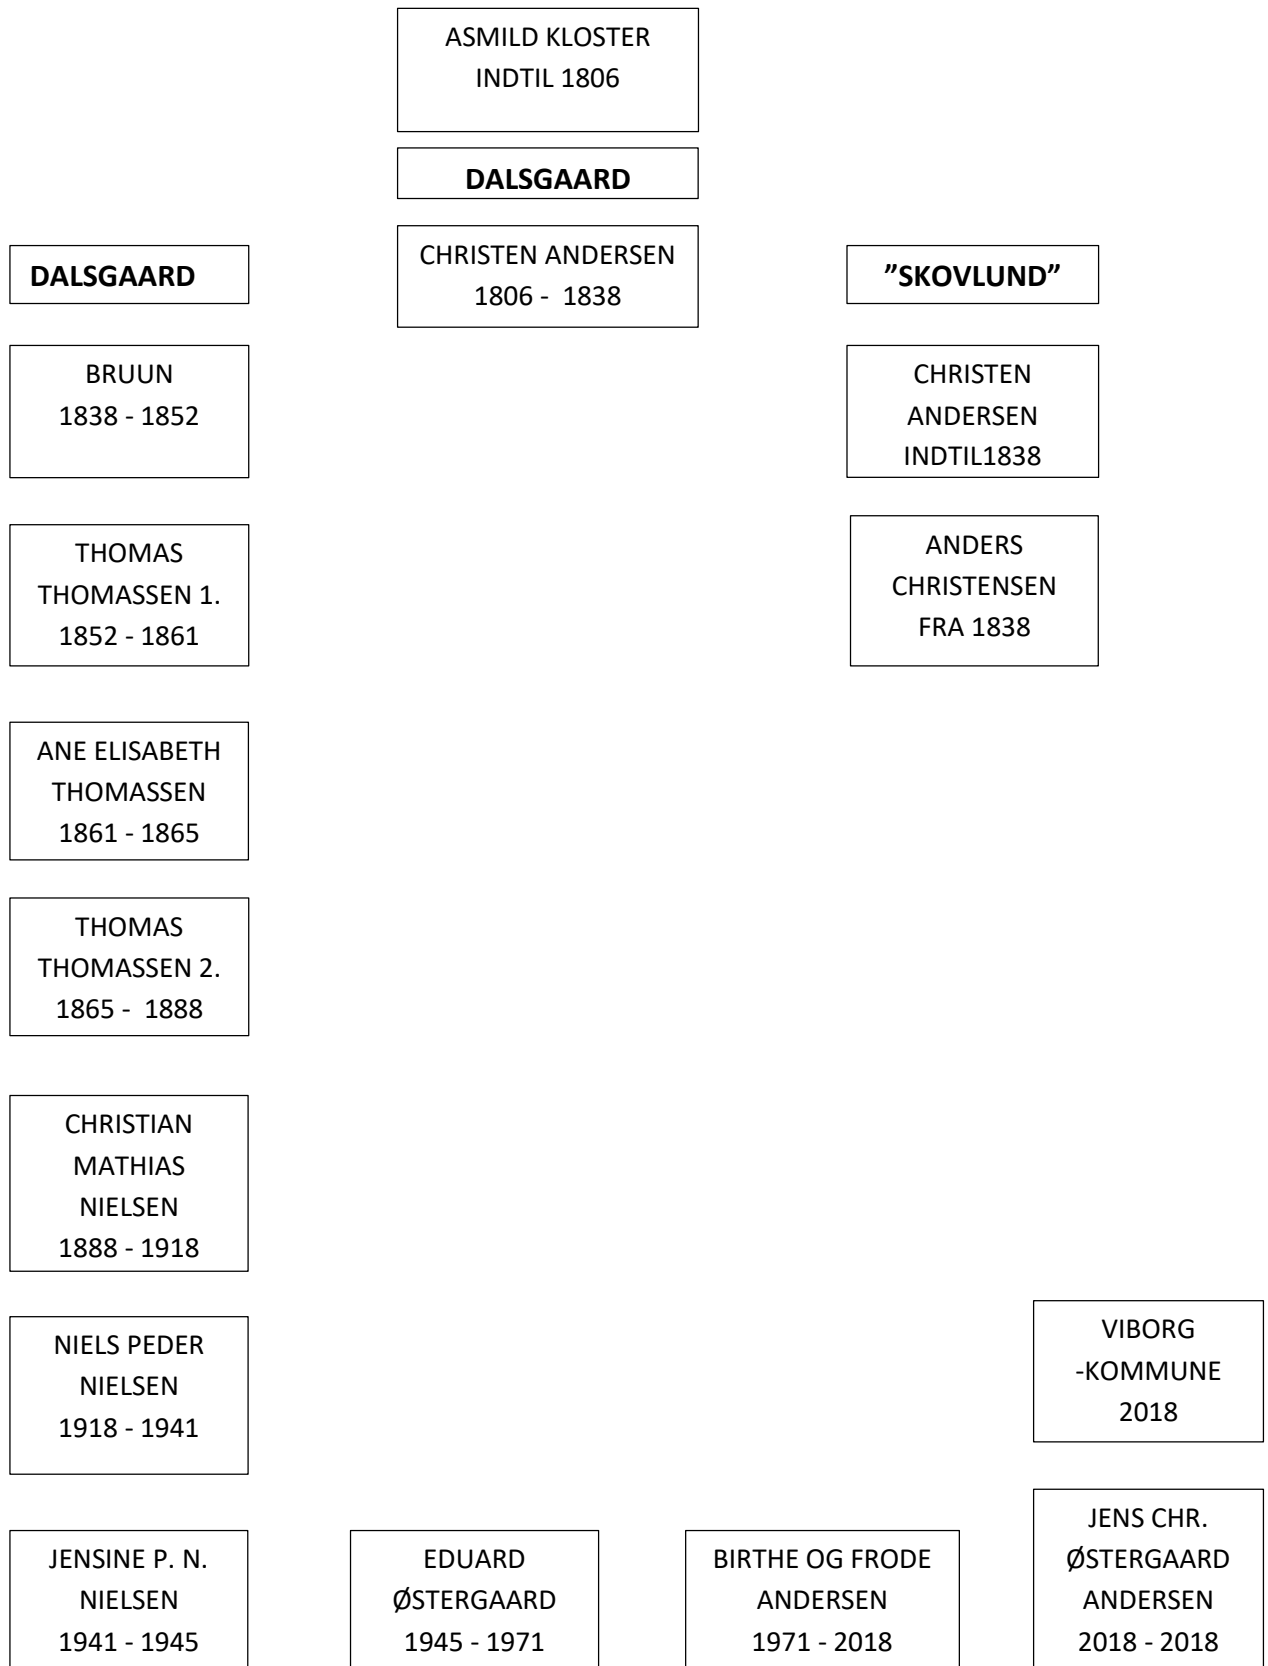 ASMILD KLOSTER
INDTIL 1806
DALSGAARD
CHRISTEN ANDERSEN
1806 -  1838
DALSGAARD
BRUUN
1838 - 1852
THOMAS
THOMASSEN 1.
1852 - 1861
ANE ELISABETH
THOMASSEN
1861 - 1865
THOMAS
THOMASSEN 2.
1865 -  1888
CHRISTIAN
MATHIAS
NIELSEN
1888 - 1918
NIELS PEDER
NIELSEN
1918 - 1941
JENSINE P. N.
NIELSEN
1941 - 1945
EDUARD
ØSTERGAARD
1945 - 1971
BIRTHE OG FRODE
ANDERSEN
1971 - 2018
JENS CHR.
ØSTERGAARD
ANDERSEN
2018 - 2018
VIBORG
-KOMMUNE
2018
”SKOVLUND”
CHRISTEN
ANDERSEN
INDTIL1838
ANDERS
CHRISTENSEN
FRA 1838